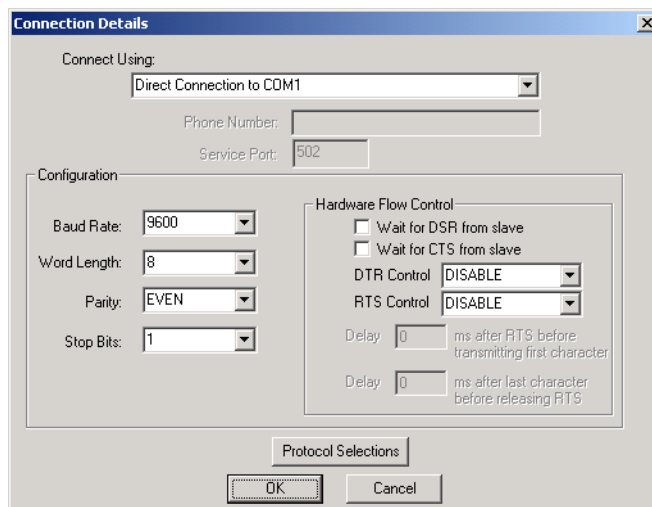 Connection Details
Connect Using:
Direct Connection to COM1
Phone Number:
Service Port: 502
Configuration
Baud Rate: 9600
Word Length: 8
Parity: EVEN
Stop Bits: 1
Hardware Flow Control
Wait for DSR from slave
Wait for CTS from slave
DTR Control DISABLE
RTS Control DISABLE
Delay 0 ms after RTS before
transmitting first character
Delay 0 ms after last character
before releasing RTS
Protocol Selections
OK Cancel